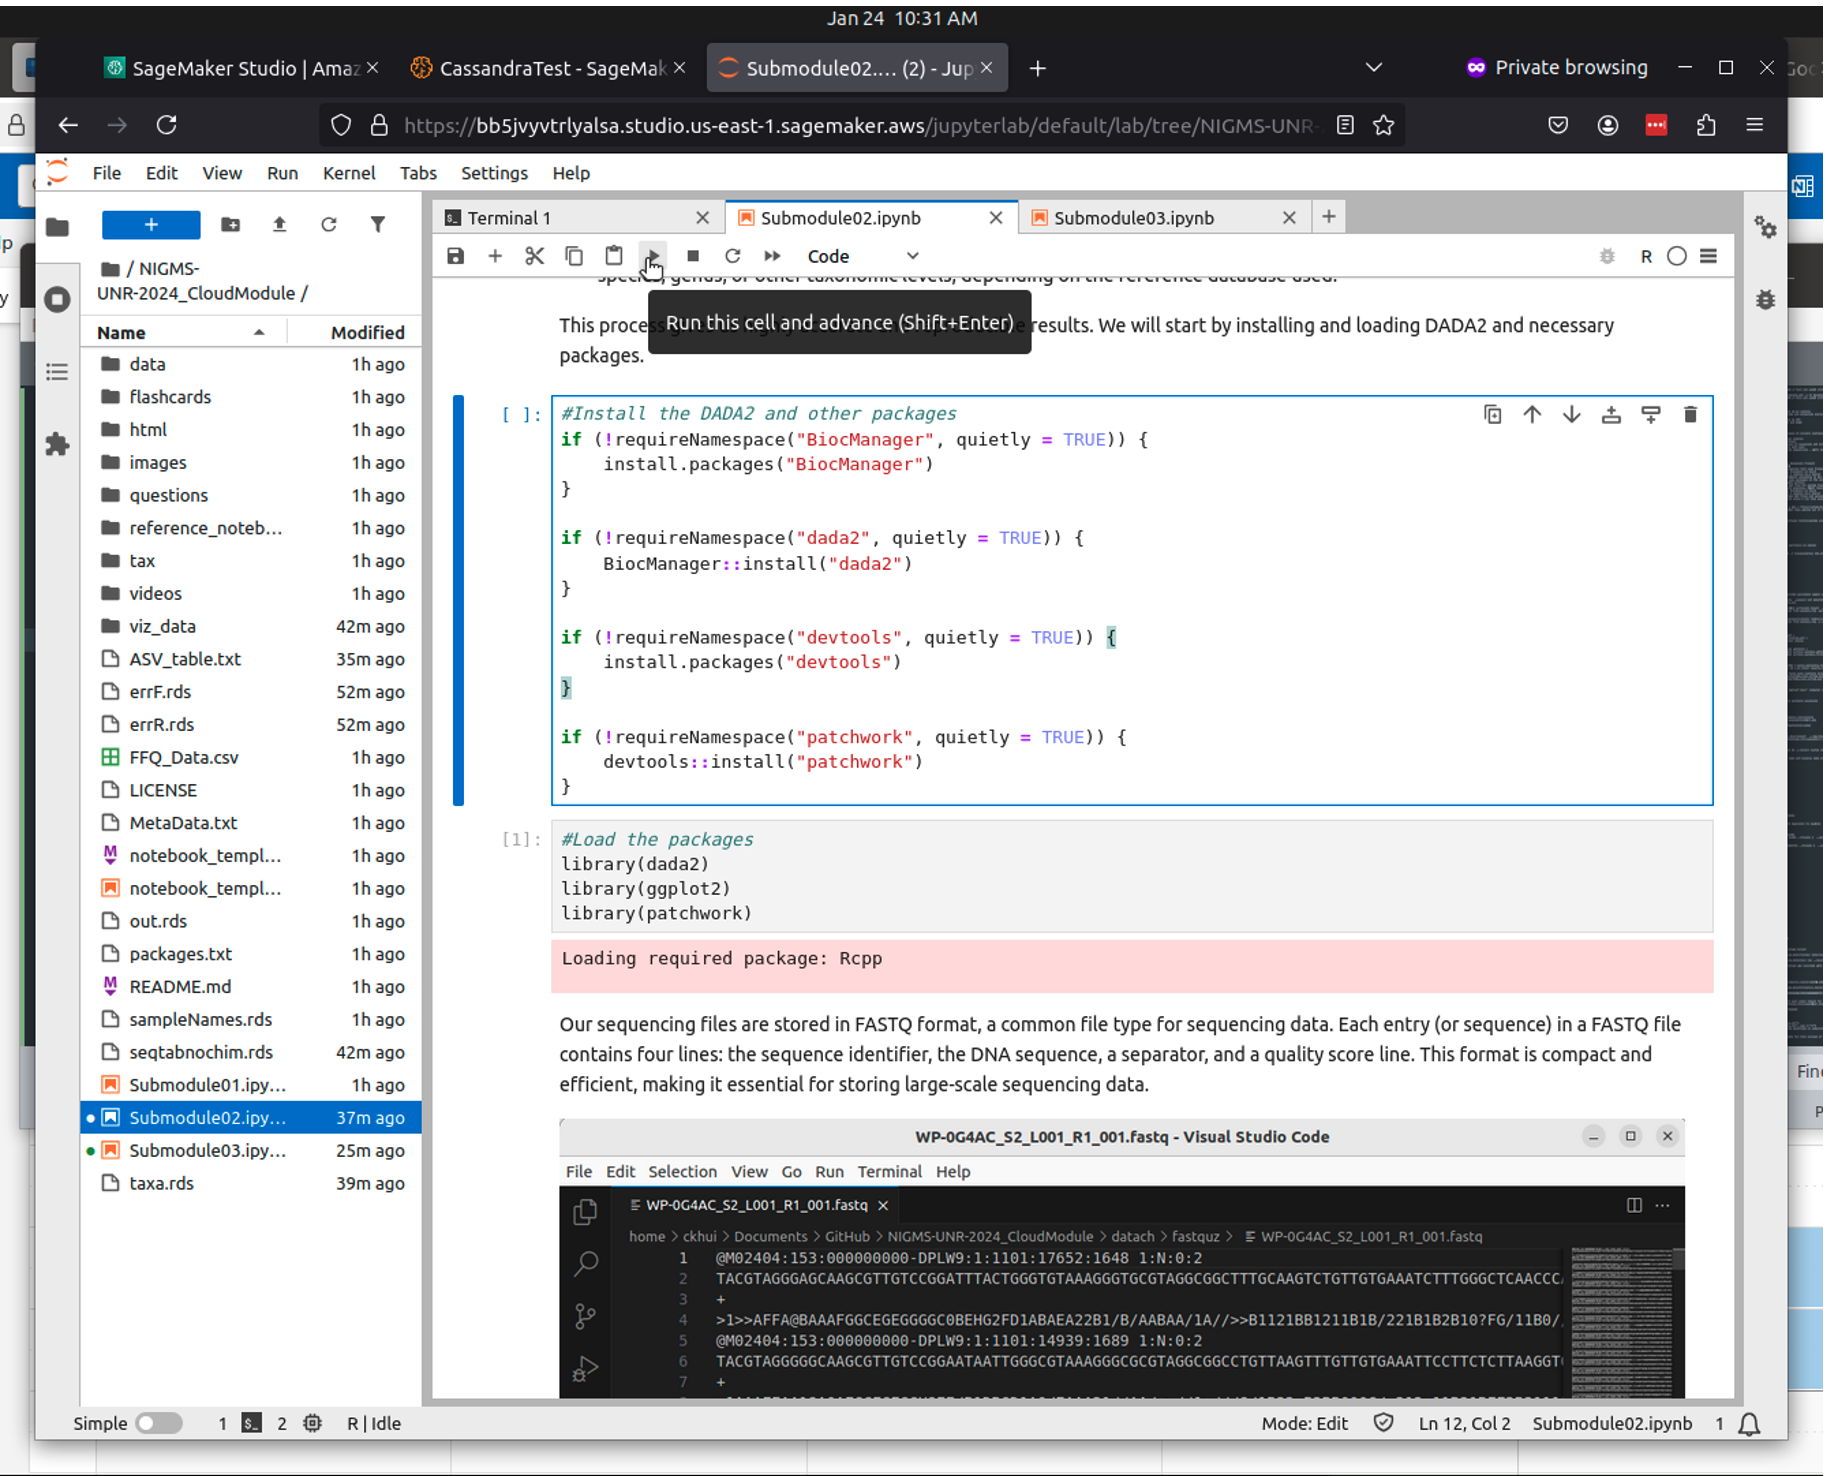 Jan 24 10:31 AM
SageMaker Studio | Amaz
CassandraTest - SageMak
Submodule02.… (2) - Jup
Private browsing
https://bb5jvyvtrlyalsa.studio.us-east-1.sagemaker.aws/jupyterlab/default/lab/tree/NIGMS-UNR-
File Edit View Run Kernel Tabs Settings Help
+
/ NIGMS-
UNR-2024_CloudModule /
Name Modified
data 1h ago
flashcards 1h ago
html 1h ago
images 1h ago
questions 1h ago
reference_noteb… 1h ago
tax 1h ago
videos 1h ago
viz_data 42m ago
ASV_table.txt 35m ago
errF.rds 52m ago
errR.rds 52m ago
FFQ_Data.csv 1h ago
LICENSE 1h ago
MetaData.txt 1h ago
notebook_templ… 1h ago
notebook_templ… 1h ago
out.rds 1h ago
packages.txt 1h ago
README.md 1h ago
sampleNames.rds 1h ago
seqtabnochim.rds 42m ago
Submodule01.ipy… 1h ago
Submodule02.ipy… 37m ago
Submodule03.ipy… 25m ago
taxa.rds 39m ago
Terminal 1
Submodule02.ipynb
Submodule03.ipynb
Code
R
species, genus, or other taxonomic levels, depending on the reference database used.
Run this cell and advance (Shift+Enter)
This process results. We will start by installing and loading DADA2 and necessary
packages.
[ ]:
#Install the DADA2 and other packages
if (!requireNamespace("BiocManager", quietly = TRUE)) {
    install.packages("BiocManager")
}
if (!requireNamespace("dada2", quietly = TRUE)) {
    BiocManager::install("dada2")
}
if (!requireNamespace("devtools", quietly = TRUE)) {
    install.packages("devtools")
}
if (!requireNamespace("patchwork", quietly = TRUE)) {
    devtools::install("patchwork")
}
[1]:
#Load the packages
library(dada2)
library(ggplot2)
library(patchwork)
Loading required package: Rcpp
Our sequencing files are stored in FASTQ format, a common file type for sequencing data. Each entry (or sequence) in a FASTQ file
contains four lines: the sequence identifier, the DNA sequence, a separator, and a quality score line. This format is compact and
efficient, making it essential for storing large-scale sequencing data.
WP-0G4AC_S2_L001_R1_001.fastq - Visual Studio Code
File Edit Selection View Go Run Terminal Help
WP-0G4AC_S2_L001_R1_001.fastq
home > ckhui > Documents > GitHub > NIGMS-UNR-2024_CloudModule > datach > fastquz > WP-0G4AC_S2_L001_R1_001.fastq
1 @M02404:153:000000000-DPLW9:1:1101:17652:1648 1:N:0:2
2 TACGTAGGGAGCAAGCGTTGTCCGGATTTACTGGGTGTAAAGGGTGCGTAGGCGGCTTTGCAAGTCTGTTGTGAAATCTTTGGGCTCAACCC
3 +
4 >1>>AFFA@BAAAFGGCEGEGGGGC0BEHG2FD1ABAEA22B1/B/AABAA/1A//>>B1121BB1211B1B/221B1B2B10?FG/11B0/
5 @M02404:153:000000000-DPLW9:1:1101:14939:1689 1:N:0:2
6 TACGTAGGGGGCAAGCGTTGTCCGGAATAATTGGGCGTAAAGGGCGCGTAGGCGGCCTGTTAAGTTTGTTGTGAAATTCCTTCTCTTAAGGT
7 +
Simple 1 2 R | Idle
Mode: Edit Ln 12, Col 2 Submodule02.ipynb 1